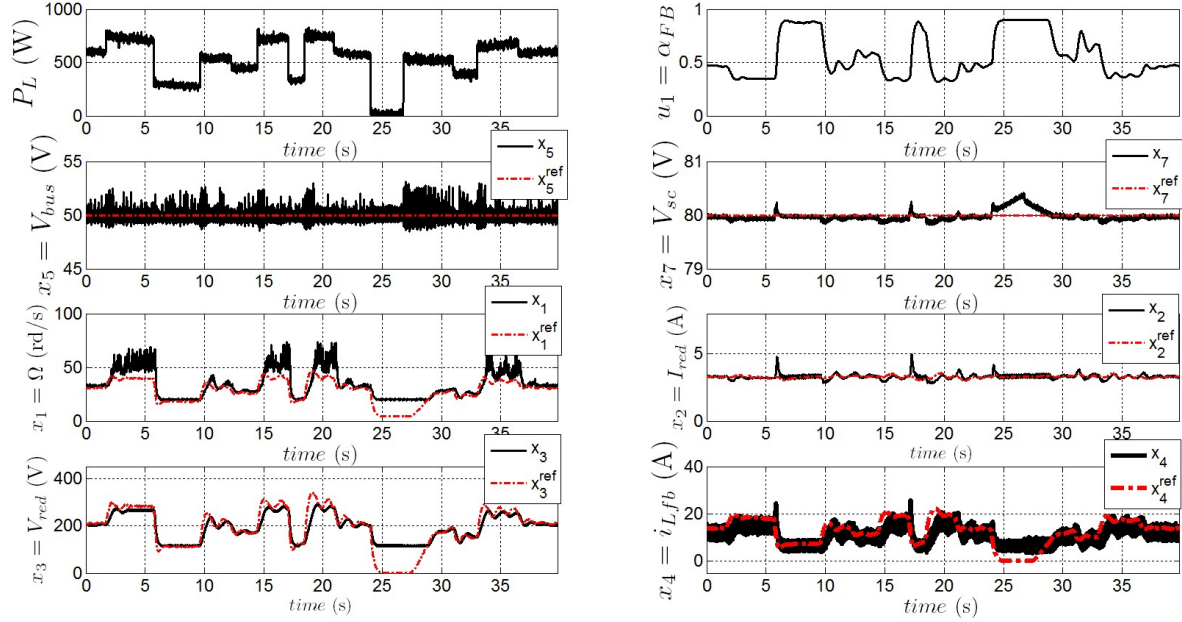 P_L (W)
1000
500
0
0 5 10 15 20 25 30 35
time (s)
x_5 = V_bus (V)
55
50
45
x_5
x_5^ref
0 5 10 15 20 25 30 35
time (s)
x_1 = Ω (rd/s)
100
50
0
x_1
x_1^ref
0 5 10 15 20 25 30 35
time (s)
x_3 = V_red (V)
400
200
0
x_3
x_3^ref
0 5 10 15 20 25 30 35
time (s)
u_1 = α_FB
1
0.5
0
0 5 10 15 20 25 30 35
time (s)
x_7 = V_sc (V)
81
80
79
x_7
x_7^ref
0 5 10 15 20 25 30 35
time (s)
x_2 = I_red (A)
5
0
x_2
x_2^ref
0 5 10 15 20 25 30 35
time (s)
x_4 = i_Lfb (A)
40
20
0
x_4
x_4^ref
0 5 10 15 20 25 30 35
time (s)